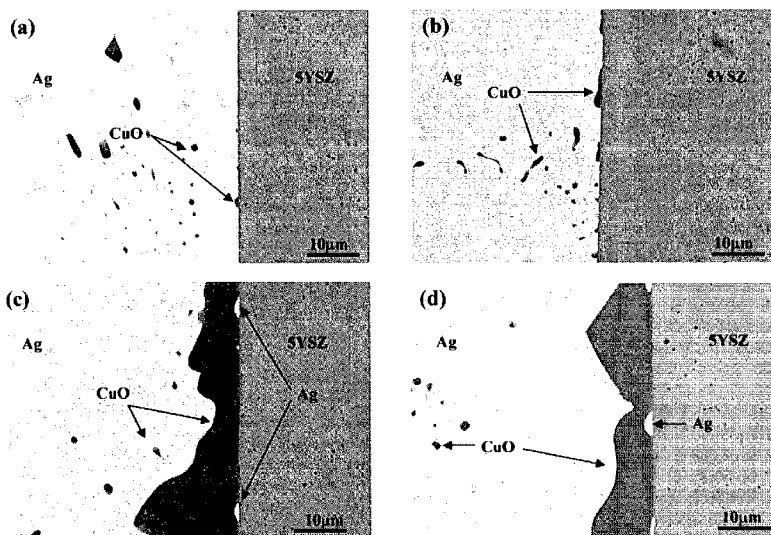 (a)
Ag
5YSZ
CuO
10μm
(b)
Ag
5YSZ
CuO
10μm
(c)
Ag
5YSZ
CuO
Ag
10μm
(d)
Ag
5YSZ
Ag
CuO
10μm